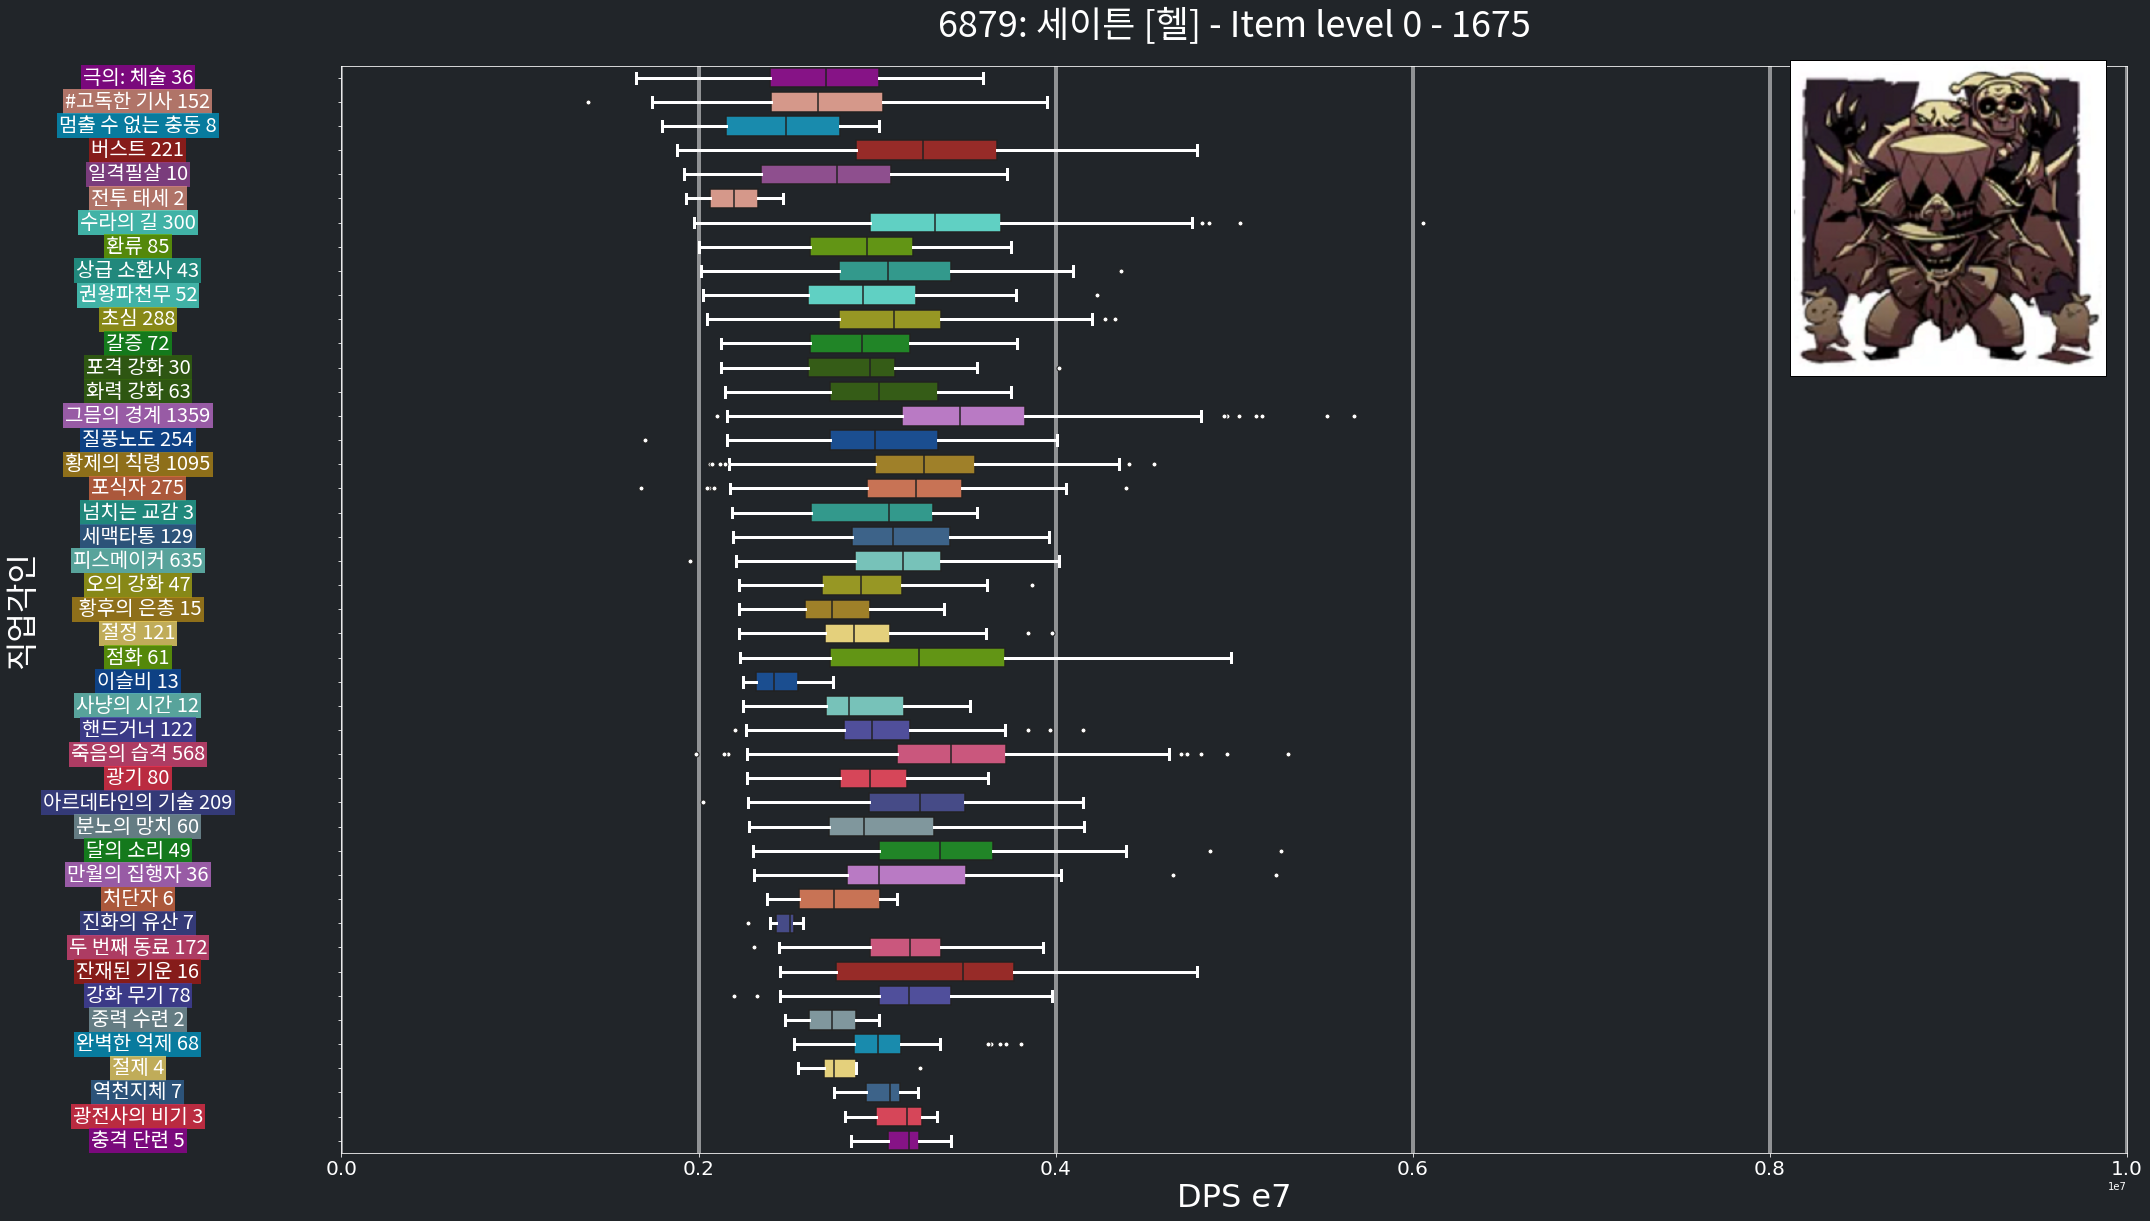 6879: 세이튼 [헬] - Item level 0 - 1675
직업각인
극의: 체술 36
#고독한 기사 152
멈출 수 없는 충동 8
버스트 221
일격필살 10
전투 태세 2
수라의 길 300
환류 85
상급 소환사 43
권왕파천무 52
초심 288
갈증 72
포격 강화 30
화력 강화 63
그믐의 경계 1359
질풍노도 254
황제의 칙령 1095
포식자 275
넘치는 교감 3
세맥타통 129
피스메이커 635
오의 강화 47
황후의 은총 15
절정 121
점화 61
이슬비 13
사냥의 시간 12
핸드거너 122
죽음의 습격 568
광기 80
아르데타인의 기술 209
분노의 망치 60
달의 소리 49
만월의 집행자 36
처단자 6
진화의 유산 7
두 번째 동료 172
잔재된 기운 16
강화 무기 78
중력 수련 2
완벽한 억제 68
절제 4
역천지체 7
광전사의 비기 3
충격 단련 5
0.0 0.2 0.4 0.6 0.8 1.0
1e7
DPS e7